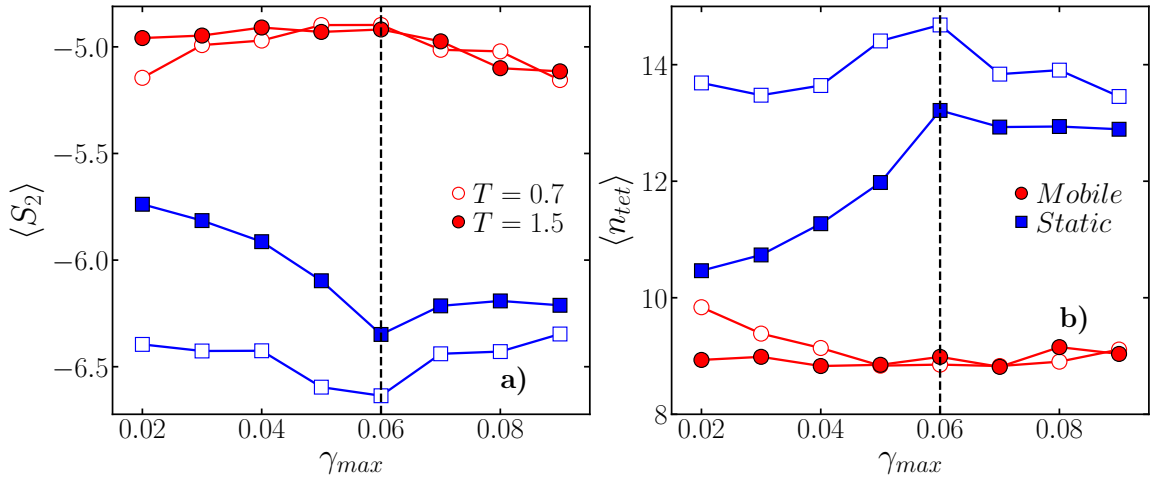 −5.0
−5.5
−6.0
−6.5
⟨S₂⟩
T = 0.7
T = 1.5
a)
0.02 0.04 0.06 0.08
γmax
14
12
10
8
⟨ntet⟩
Mobile
Static
b)
0.02 0.04 0.06 0.08
γmax